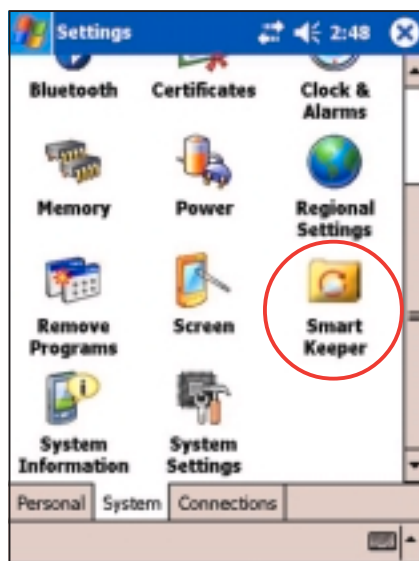 Settings 2:48
Bluetooth Certificates Clock &
Alarms
Memory Power Regional
Settings
Remove Screen Smart
Programs Keeper
System System
Information Settings
Personal System Connections